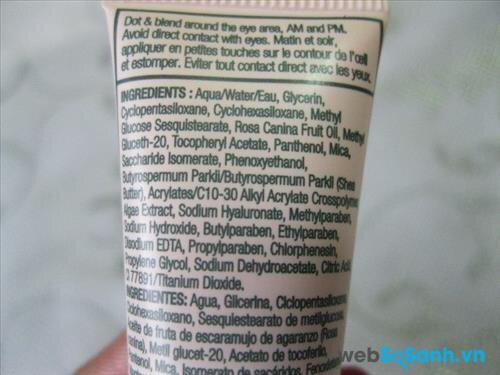 Dot & blend around the eye area, AM and PM.
Avoid direct contact with eyes. Matin et soir,
appliquer en petites touches sur le contour de l'œil
et estomper. Eviter tout contact direct avec les yeux.
INGREDIENTS : Aqua/Water/Eau, Glycerin,
Cyclopentasiloxane, Cyclohexasiloxane, Methyl
Glucose Sesquistearate, Rosa Canina Fruit Oil, Methyl
Gluceth-20, Tocopheryl Acetate, Panthenol, Mica,
Saccharide Isomerate, Phenoxyethanol,
Butyrospermum Parkii/Butyrospermum Parkii (Shea
Butter), Acrylates/C10-30 Alkyl Acrylate Crosspolymer,
Algae Extract, Sodium Hyaluronate, Methylparaben,
Sodium Hydroxide, Butylparaben, Ethylparaben,
Disodium EDTA, Propylparaben, Chlorphenesin,
Propylene Glycol, Sodium Dehydroacetate, Citric Acid,
CI 77891/Titanium Dioxide.
INGREDIENTES: Agua, Glicerina, Ciclopentasiloxano,
Ciclohexasiloxano, Sesquiestearato de metilglucosa,
Aceite de fruta de escaramujo de agaranzo (Rosa
canina), Metil glucet-20, Acetato de tocoferilo,
Pantenol, Mica, Isomerato de sacáridos, Fenoxietanol
webSoSanh.vn